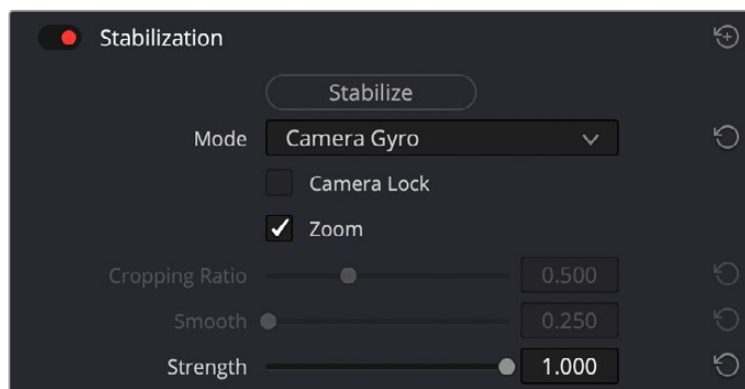 Stabilization
Stabilize
Mode Camera Gyro
Camera Lock
Zoom
Cropping Ratio 0.500
Smooth 0.250
Strength 1.000